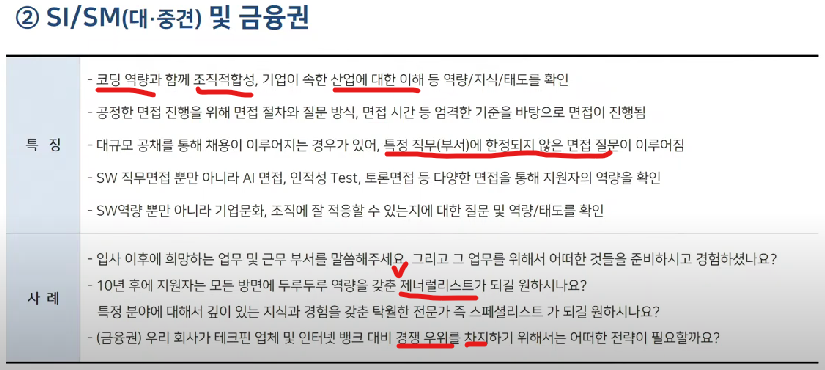 ② SI/SM(대·중견) 및 금융권
특 징
- 코딩 역량과 함께 조직적합성, 기업이 속한 산업에 대한 이해 등 역량/지식/태도를 확인
- 공정한 면접 진행을 위해 면접 절차와 질문 방식, 면접 시간 등 엄격한 기준을 바탕으로 면접이 진행됨
- 대규모 공채를 통해 채용이 이루어지는 경우가 있어, 특정 직무(부서)에 한정되지 않은 면접 질문이 이루어짐
- SW 직무면접 뿐만 아니라 AI 면접, 인적성 Test, 토론면접 등 다양한 면접을 통해 지원자의 역량을 확인
- SW역량 뿐만 아니라 기업문화, 조직에 잘 적응할 수 있는지에 대한 질문 및 역량/태도를 확인
사 례
- 입사 이후에 희망하는 업무 및 근무 부서를 말씀해주세요. 그리고 그 업무를 위해서 어떠한 것들을 준비하시고 경험하셨나요?
- 10년 후에 지원자는 모든 방면에 두루두루 역량을 갖춘 제너럴리스트가 되길 원하시나요?
특정 분야에 대해서 깊이 있는 지식과 경험을 갖춘 탁월한 전문가 즉 스페셜리스트 가 되길 원하시나요?
- (금융권) 우리 회사가 테크핀 업체 및 인터넷 뱅크 대비 경쟁 우위를 차지하기 위해서는 어떠한 전략이 필요할까요?